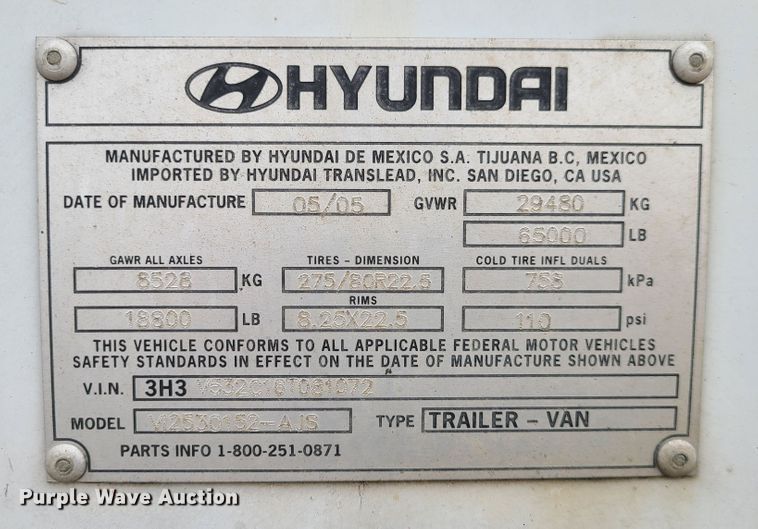 HYUNDAI
MANUFACTURED BY HYUNDAI DE MEXICO S.A. TIJUANA B.C, MEXICO
IMPORTED BY HYUNDAI TRANSLEAD, INC. SAN DIEGO, CA USA
DATE OF MANUFACTURE 05/05 GVWR 29480 KG
65000 LB
GAWR ALL AXLES TIRES - DIMENSION COLD TIRE INFL DUALS
8528 KG 275/80R22.5 758 kPa
RIMS
18800 LB 8.25X22.5 110 psi
THIS VEHICLE CONFORMS TO ALL APPLICABLE FEDERAL MOTOR VEHICLES
SAFETY STANDARDS IN EFFECT ON THE DATE OF MANUFACTURE SHOWN ABOVE
V.I.N. 3H3
MODEL TYPE TRAILER - VAN
PARTS INFO 1-800-251-0871
Purple Wave Auction